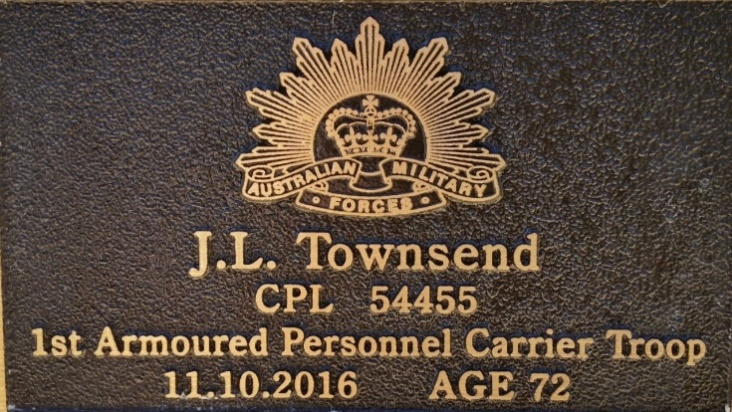 AUSTRALIAN MILITARY
FORCES
J.L. Townsend
CPL 54455
1st Armoured Personnel Carrier Troop
11.10.2016 AGE 72